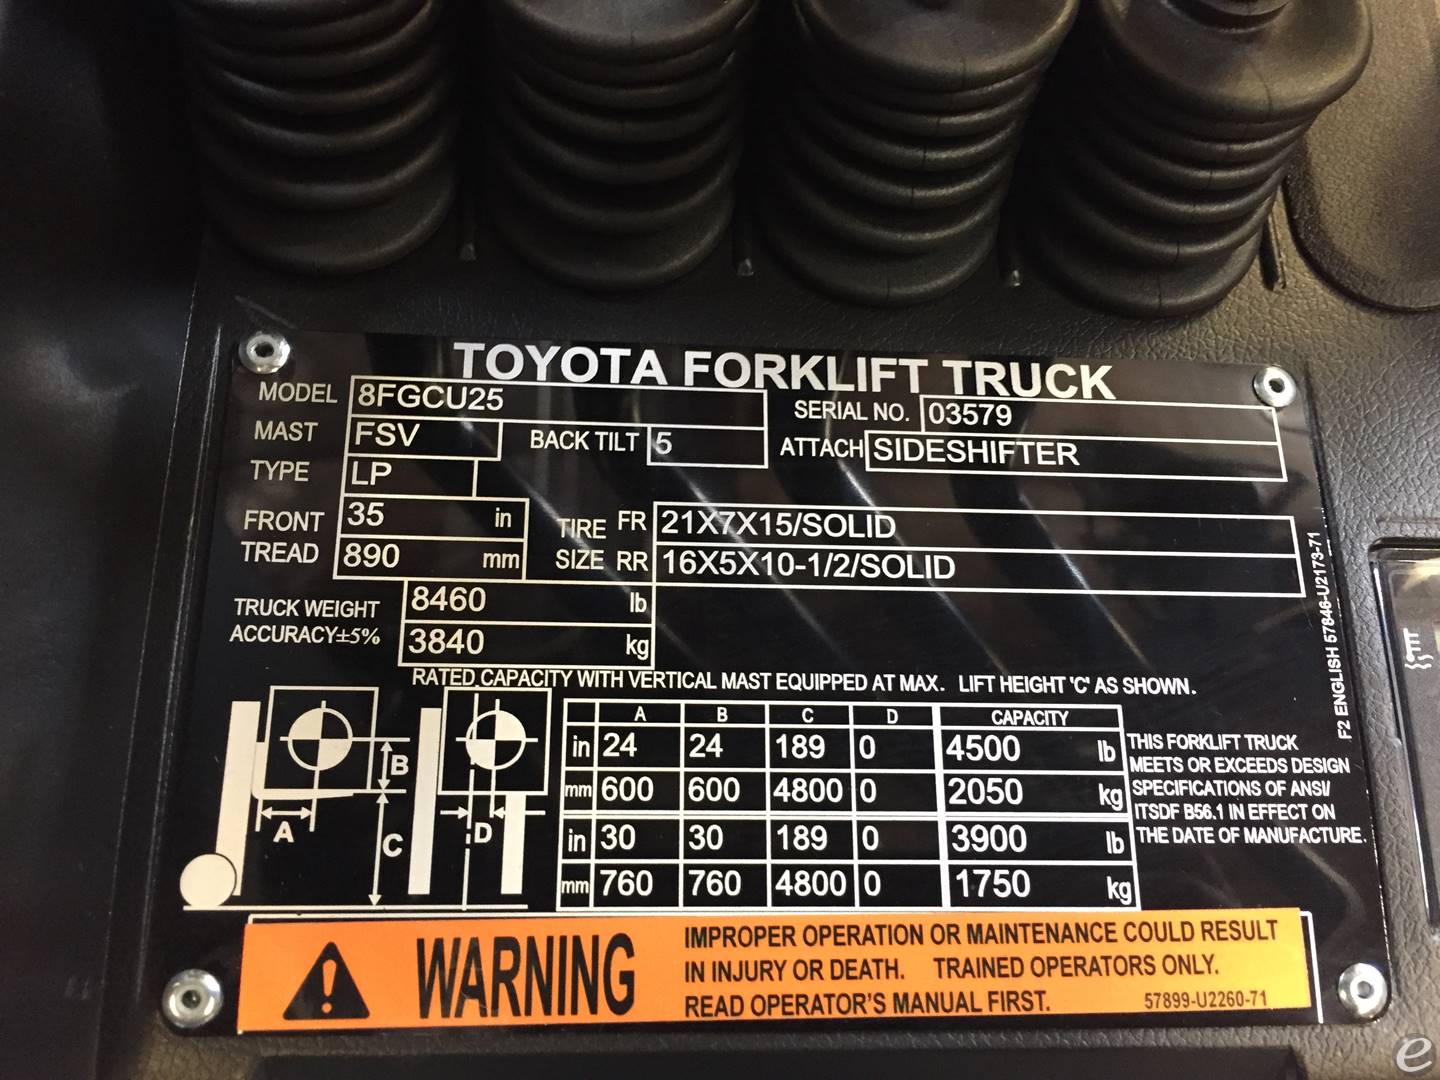 TOYOTA FORKLIFT TRUCK
MODEL 8FGCU25 SERIAL NO. 03579
MAST FSV BACK TILT 5 ATTACH SIDESHIFTER
TYPE LP
FRONT TREAD 35 in
890 mm
TIRE SIZE FR 21X7X15/SOLID
RR 16X5X10-1/2/SOLID
TRUCK WEIGHT 8460 lb
ACCURACY±5% 3840 kg
RATED CAPACITY WITH VERTICAL MAST EQUIPPED AT MAX. LIFT HEIGHT 'C' AS SHOWN.
A B C D CAPACITY
in 24 24 189 0 4500 lb
mm 600 600 4800 0 2050 kg
in 30 30 189 0 3900 lb
mm 760 760 4800 0 1750 kg
B
A
C
D
THIS FORKLIFT TRUCK
MEETS OR EXCEEDS DESIGN
SPECIFICATIONS OF ANSI/
ITSDF B56.1 IN EFFECT ON
THE DATE OF MANUFACTURE.
F2 ENGLISH 57846-U2173-71
WARNING
IMPROPER OPERATION OR MAINTENANCE COULD RESULT
IN INJURY OR DEATH. TRAINED OPERATORS ONLY.
READ OPERATOR'S MANUAL FIRST. 57899-U2260-71
e